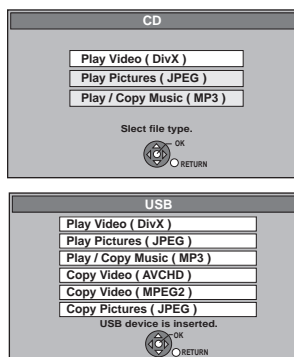 CD
Play Video ( DivX )
Play Pictures ( JPEG )
Play / Copy Music ( MP3 )
Slect file type.
OK
RETURN
USB
Play Video ( DivX )
Play Pictures ( JPEG )
Play / Copy Music ( MP3 )
Copy Video ( AVCHD )
Copy Video ( MPEG2 )
Copy Pictures ( JPEG )
USB device is inserted.
OK
RETURN